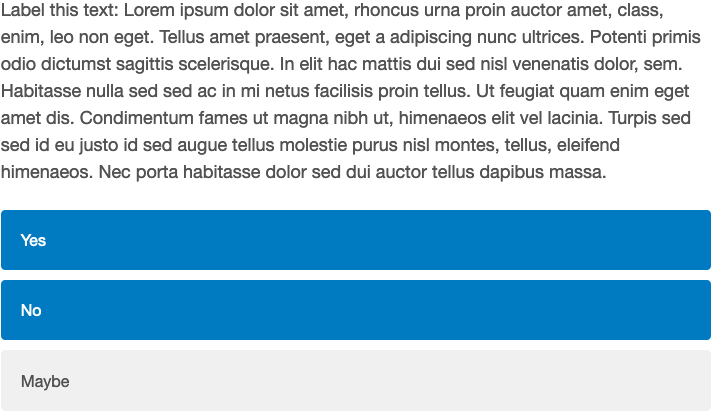 Label this text: Lorem ipsum dolor sit amet, rhoncus urna proin auctor amet, class,
enim, leo non eget. Tellus amet praesent, eget a adipiscing nunc ultrices. Potenti primis
odio dictumst sagittis scelerisque. In elit hac mattis dui sed nisl venenatis dolor, sem.
Habitasse nulla sed sed ac in mi netus facilisis proin tellus. Ut feugiat quam enim eget
amet dis. Condimentum fames ut magna nibh ut, himenaeos elit vel lacinia. Turpis sed
sed id eu justo id sed augue tellus molestie purus nisl montes, tellus, eleifend
himenaeos. Nec porta habitasse dolor sed dui auctor tellus dapibus massa.
Yes
No
Maybe